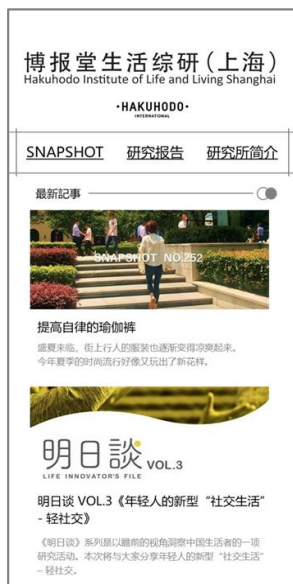 博报堂生活综研（上海）
Hakuhodo Institute of Life and Living Shanghai
·HAKUHODO·
INTERNATIONAL
SNAPSHOT 研究报告 研究所简介
最新記事
SNAPSHOT NO.252
提高自律的瑜伽裤
盛夏来临，街上行人的服装也逐渐变得凉爽起来。
今年夏季的时尚流行好像又玩出了新花样。
明日談 VOL.3
LIFE INNOVATOR'S FILE
明日谈 VOL.3《年轻人的新型“社交生活”
- 轻社交》
《明日谈》系列是以瞻前的视角洞察中国生活者的一项
研究活动。本次将与大家分享年轻人的新型“社交生活”
– 轻社交。